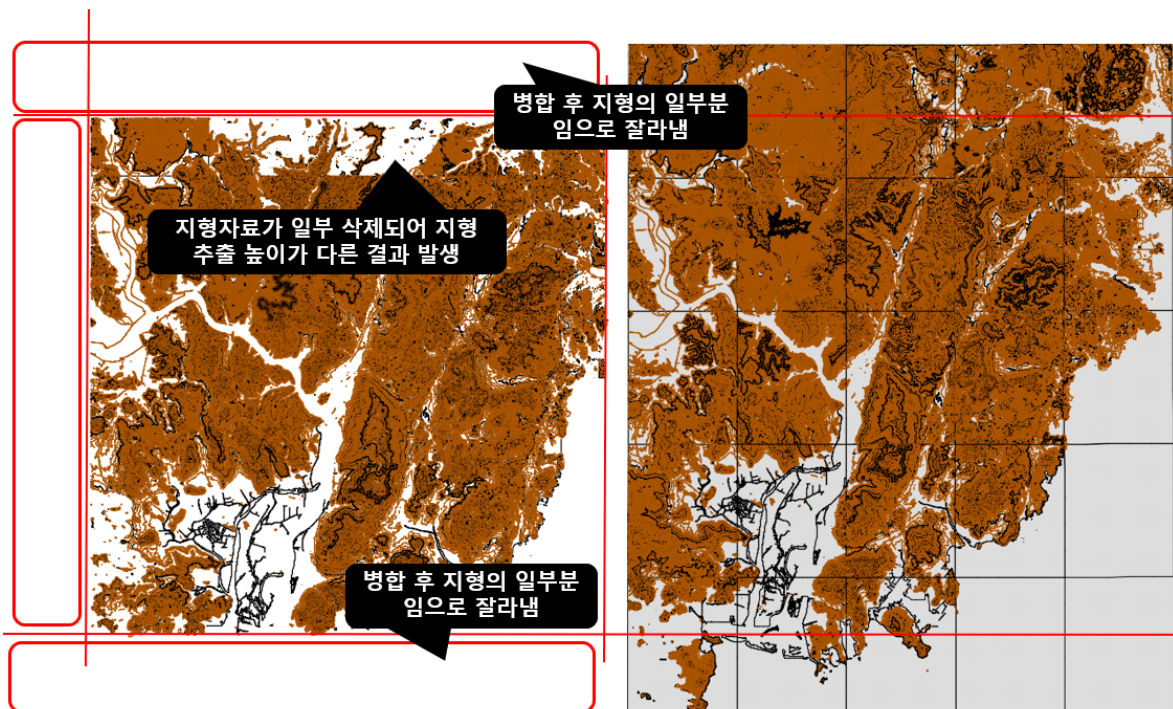 병합 후 지형의 일부분
임으로 잘라냄
지형자료가 일부 삭제되어 지형
추출 높이가 다른 결과 발생
병합 후 지형의 일부분
임으로 잘라냄